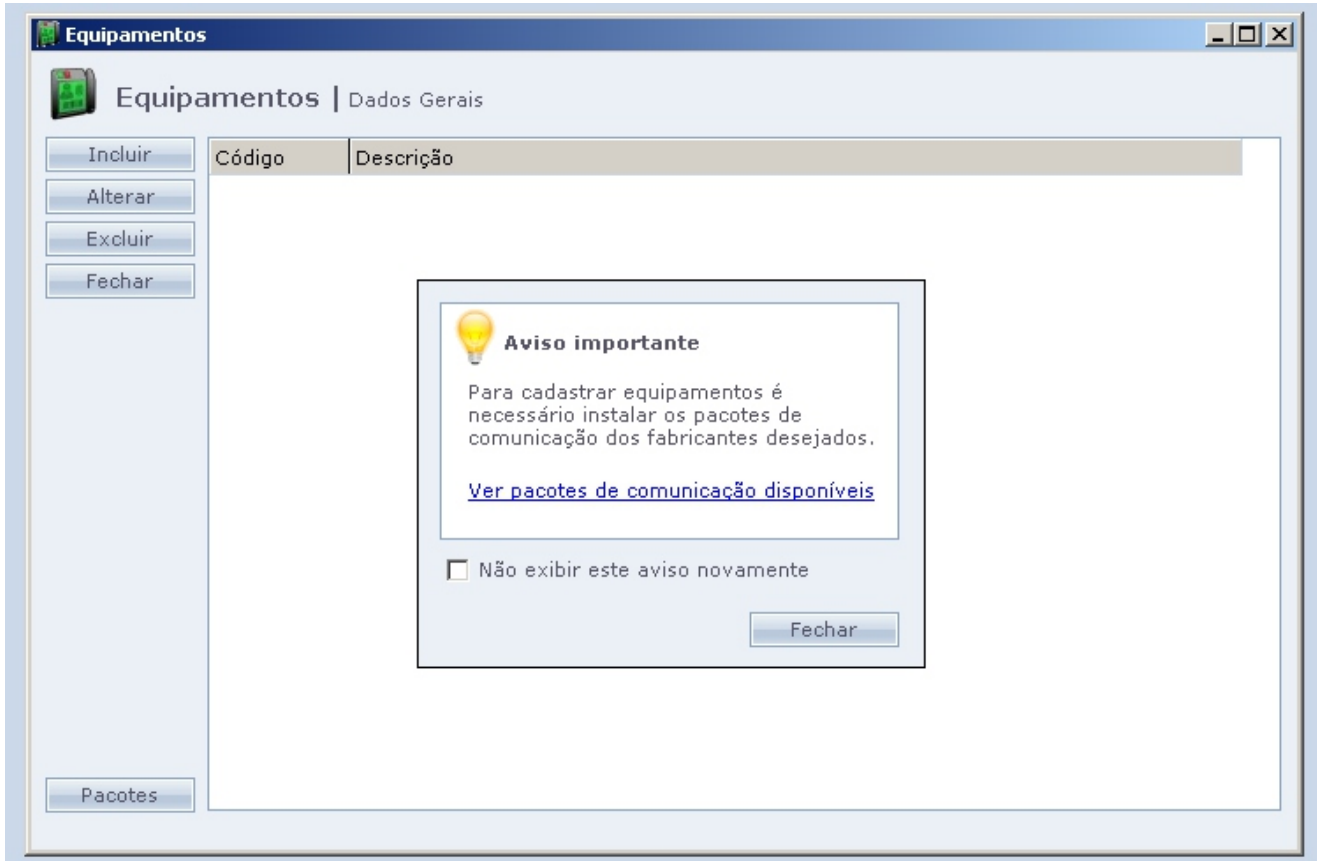 Equipamentos
Equipamentos | Dados Gerais
Incluir
Alterar
Excluir
Fechar
Código Descrição
Aviso importante
Para cadastrar equipamentos é
necessário instalar os pacotes de
comunicação dos fabricantes desejados.
Ver pacotes de comunicação disponíveis
Não exibir este aviso novamente
Fechar
Pacotes